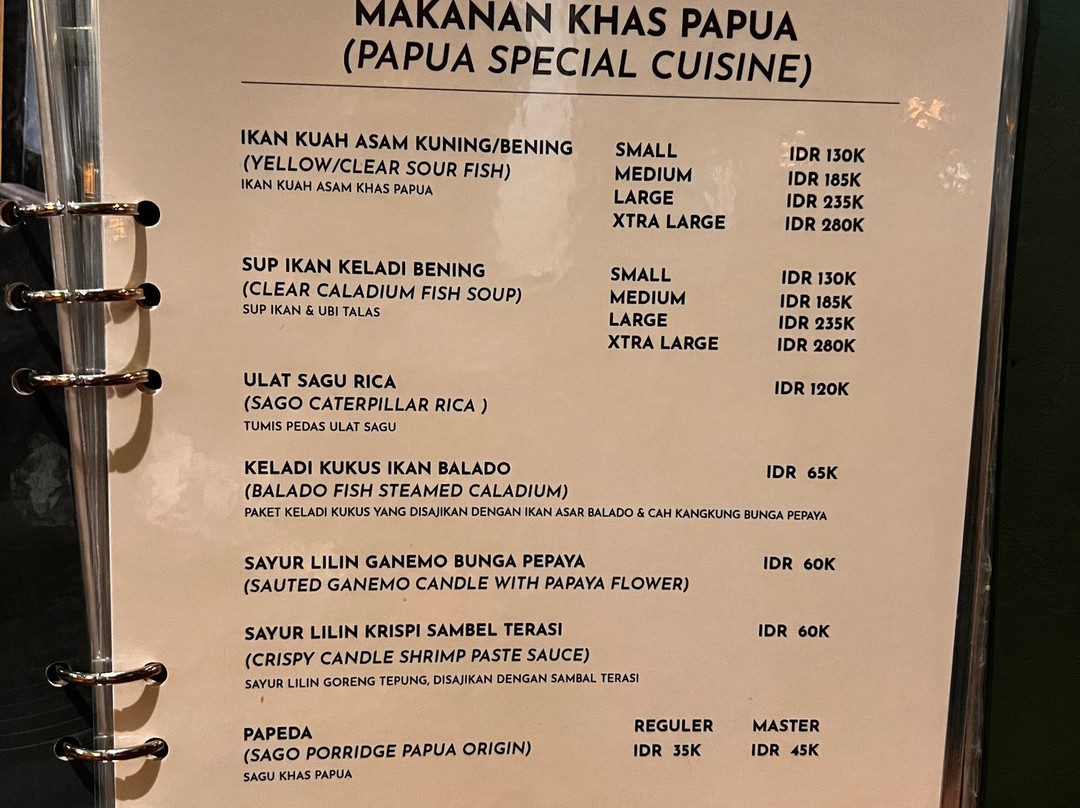 MAKANAN KHAS PAPUA
(PAPUA SPECIAL CUISINE)
IKAN KUAH ASAM KUNING/BENING
(YELLOW/CLEAR SOUR FISH)
IKAN KUAH ASAM KHAS PAPUA
SMALL IDR 130K
MEDIUM IDR 185K
LARGE IDR 235K
XTRA LARGE IDR 280K
SUP IKAN KELADI BENING
(CLEAR CALADIUM FISH SOUP)
SUP IKAN & UBI TALAS
SMALL IDR 130K
MEDIUM IDR 185K
LARGE IDR 235K
XTRA LARGE IDR 280K
ULAT SAGU RICA IDR 120K
(SAGO CATERPILLAR RICA )
TUMIS PEDAS ULAT SAGU
KELADI KUKUS IKAN BALADO IDR 65K
(BALADO FISH STEAMED CALADIUM)
PAKET KELADI KUKUS YANG DISAJIKAN DENGAN IKAN ASAR BALADO & CAH KANGKUNG BUNGA PEPAYA
SAYUR LILIN GANEMO BUNGA PEPAYA IDR 60K
(SAUTED GANEMO CANDLE WITH PAPAYA FLOWER)
SAYUR LILIN KRISPI SAMBEL TERASI IDR 60K
(CRISPY CANDLE SHRIMP PASTE SAUCE)
SAYUR LILIN GORENG TEPUNG, DISAJIKAN DENGAN SAMBAL TERASI
PAPEDA REGULER MASTER
(SAGO PORRIDGE PAPUA ORIGIN) IDR 35K IDR 45K
SAGU KHAS PAPUA